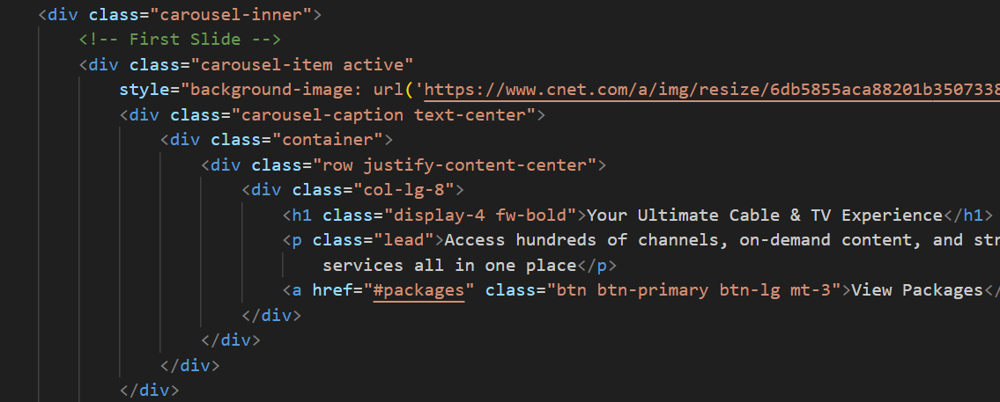 <div class="carousel-inner">
<!-- First Slide -->
<div class="carousel-item active"
style="background-image: url('https://www.cnet.com/a/img/resize/6db5855aca88201b3507338
<div class="carousel-caption text-center">
<div class="container">
<div class="row justify-content-center">
<div class="col-lg-8">
<h1 class="display-4 fw-bold">Your Ultimate Cable & TV Experience</h1>
<p class="lead">Access hundreds of channels, on-demand content, and str
services all in one place</p>
<a href="#packages" class="btn btn-primary btn-lg mt-3">View Packages</
</div>
</div>
</div>
</div>